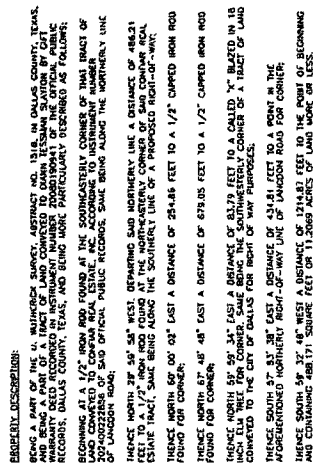 PROPERTY DESCRIPTION:
BEING A PART OF THE U. WUTHERICH SURVEY, ABSTRACT NO. 1518, IN DALLAS COUNTY, TEXAS,
AND BEING ALL OF A TRACT OF LAND CONVEYED TO DUANN TESSMAN SLAYTON BY GIFT
WARRANTY DEED RECORDED IN INSTRUMENT NUMBER 20080190941 OF THE OFFICIAL PUBLIC
RECORDS, DALLAS COUNTY, TEXAS, AND BEING MORE PARTICULARLY DESCRIBED AS FOLLOWS:
BEGINNING AT A 1/2" IRON ROD FOUND AT THE SOUTHEASTERLY CORNER OF THAT TRACT OF
LAND CONVEYED TO CONFIAR REAL ESTATE, INC. ACCORDING TO INSTRUMENT NUMBER
OF SAID OFFICIAL PUBLIC RECORDS, SAME BEING ALONG THE NORTHERLY LINE
OF LANGDON ROAD;
THENCE NORTH 28° 59' 58" WEST, DEPARTING SAID NORTHERLY LINE A DISTANCE OF 486.21
FEET TO A 1/2" IRON ROD FOUND AT THE NORTHEASTERLY CORNER OF SAID CONFIAR REAL
ESTATE TRACT, SAME BEING ALONG THE SOUTHERLY LINE OF A PROPOSED RIGHT-OF-WAY;
THENCE NORTH 60° 00' 02" EAST A DISTANCE OF 254.86 FEET TO A 1/2" CAPPED IRON ROD
FOUND FOR CORNER;
THENCE NORTH 67° 48' 48" EAST A DISTANCE OF 673.05 FEET TO A 1/2" CAPPED IRON ROD
FOUND FOR CORNER;
THENCE NORTH 59° 59' 34" EAST A DISTANCE OF 83.79 FEET TO A CALLED "X" BLAZED IN 18
INCH TREE FOR CORNER SAME BEING THE SOUTHWESTERLY CORNER OF A TRACT OF LAND
CONVEYED TO THE CITY OF DALLAS FOR RIGHT OF WAY PURPOSES;
THENCE SOUTH 57° 53' 38" EAST A DISTANCE OF 431.81 FEET TO A POINT IN THE
AFOREMENTIONED NORTHERLY RIGHT-OF-WAY LINE OF LANGDON ROAD FOR CORNER;
THENCE SOUTH 58° 32' 48" WEST A DISTANCE OF 1214.87 FEET TO THE POINT OF BEGINNING
AND CONTAINING 488,171 SQUARE FEET OR 11.2069 ACRES OF LAND MORE OR LESS.